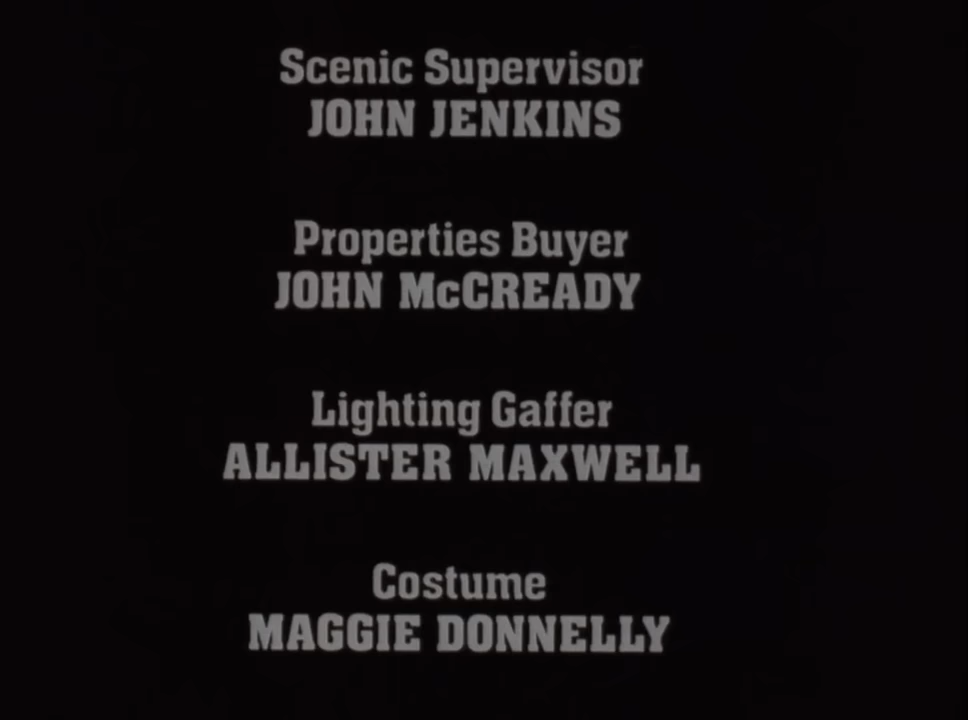 Scenic Supervisor
JOHN JENKINS
Properties Buyer
JOHN McCREADY
Lighting Gaffer
ALLISTER MAXWELL
Costume
MAGGIE DONNELLY